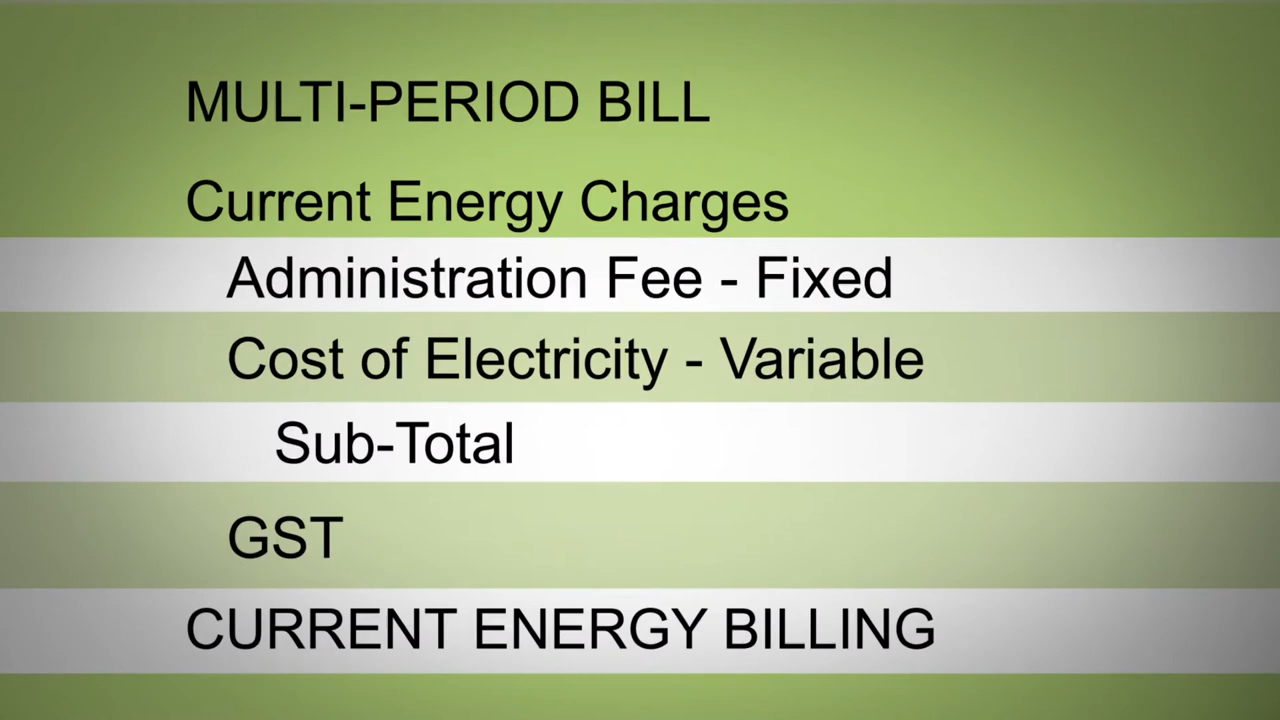 MULTI-PERIOD BILL
Current Energy Charges
Administration Fee - Fixed
Cost of Electricity - Variable
Sub-Total
GST
CURRENT ENERGY BILLING